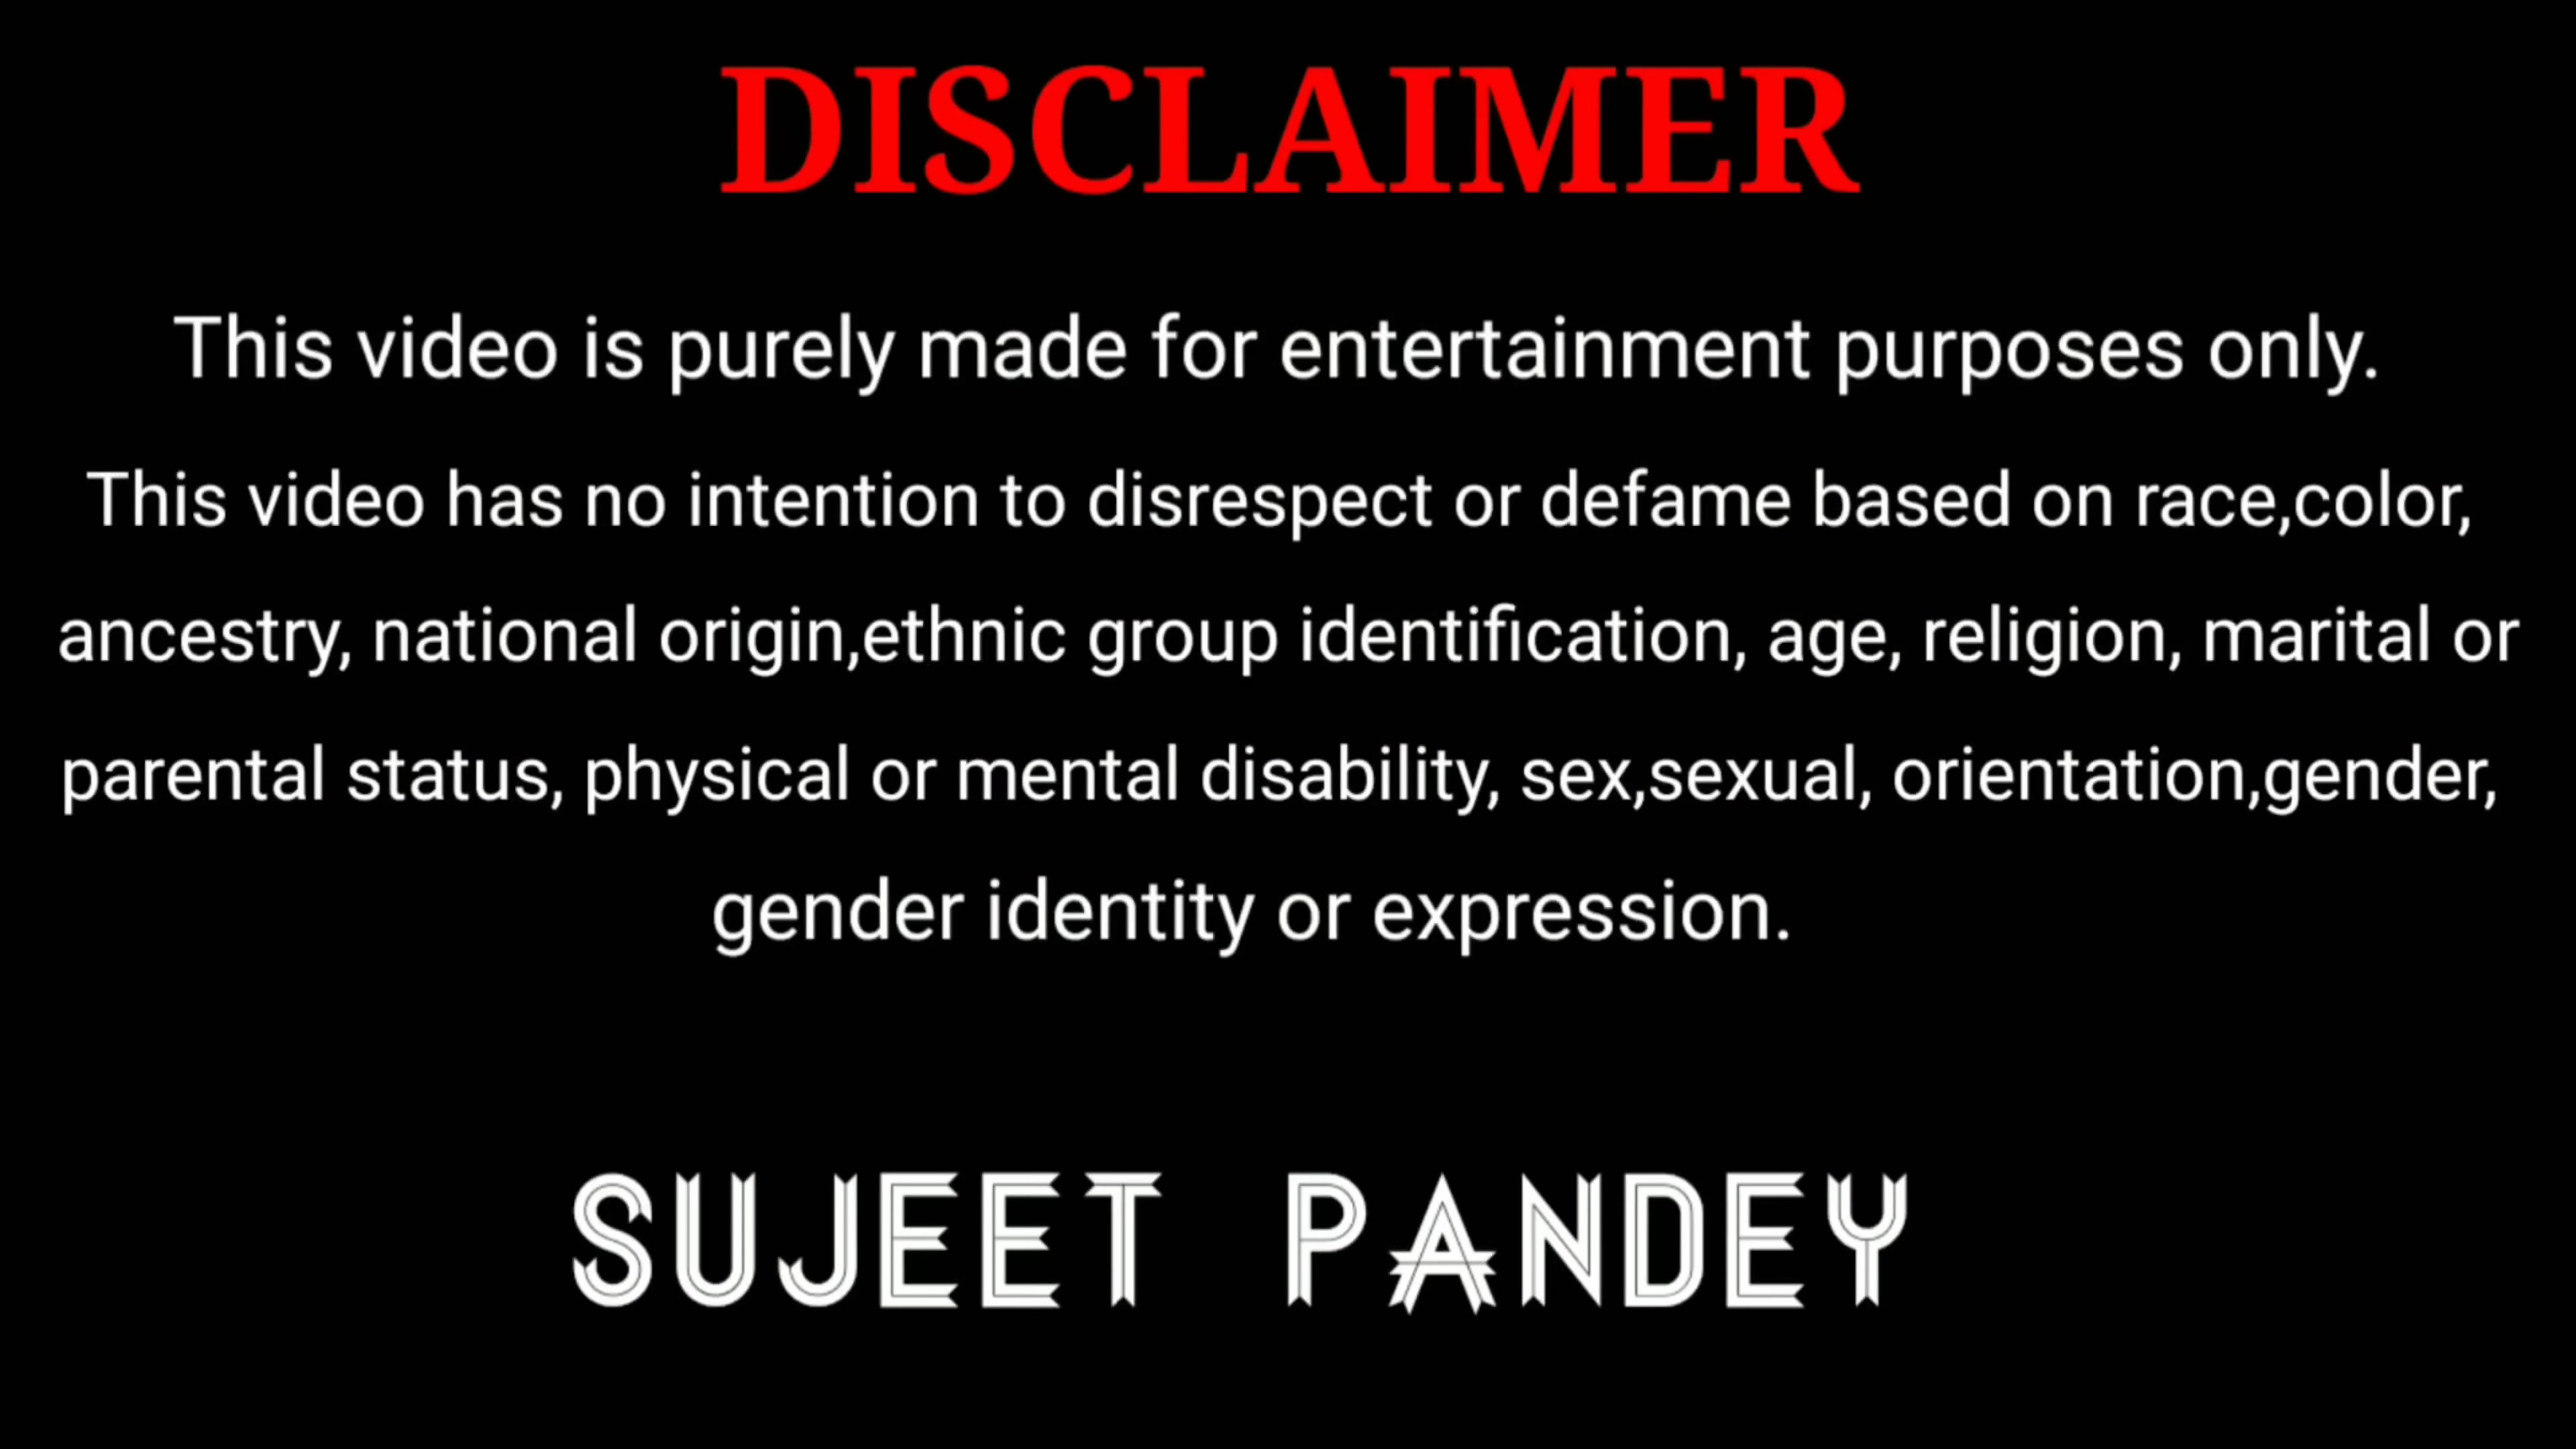 DISCLAIMER
This video is purely made for entertainment purposes only.
This video has no intention to disrespect or defame based on race,color,
ancestry, national origin,ethnic group identification, age, religion, marital or
parental status, physical or mental disability, sex,sexual, orientation,gender,
gender identity or expression.
SUJEET PANDEY